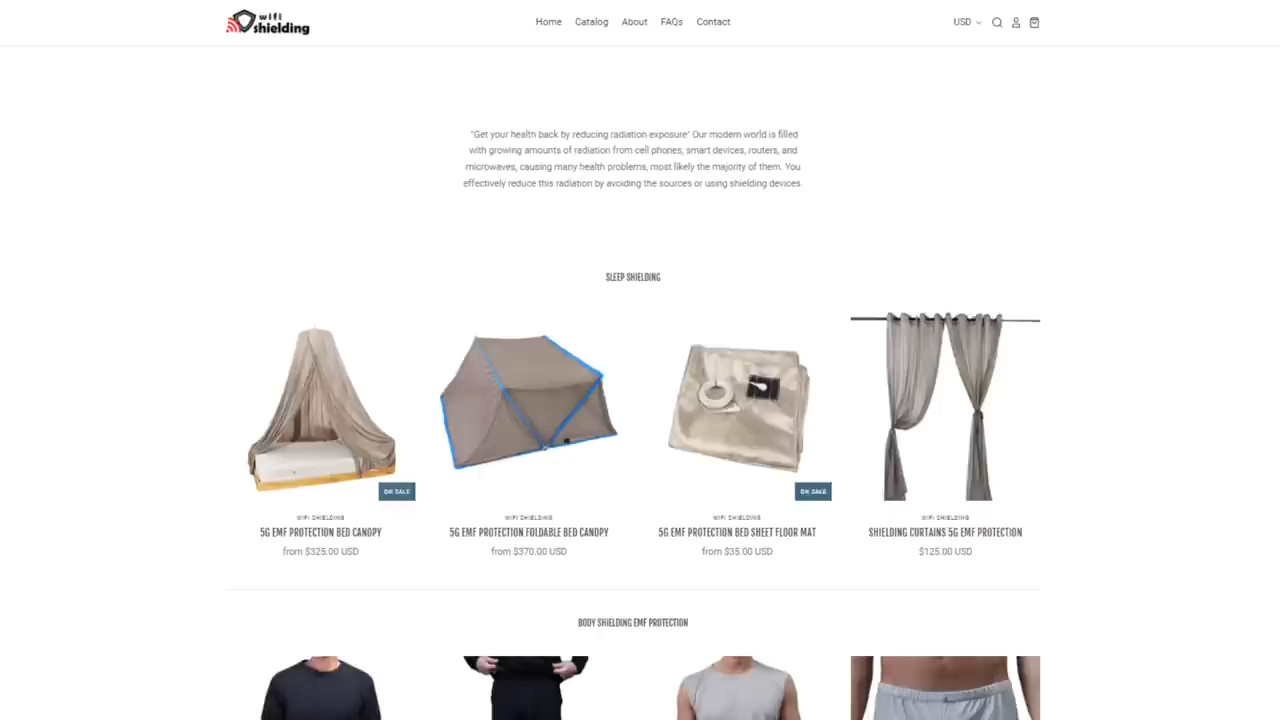 wifi
shielding
Home Catalog About FAQs Contact
USD
"Get your health back by reducing radiation exposure" Our modern world is filled
with growing amounts of radiation from cell phones, smart devices, routers, and
microwaves, causing many health problems, most likely the majority of them. You
effectively reduce this radiation by avoiding the sources or using shielding devices.
SLEEP SHIELDING
ON SALE
ON SALE
WIFI SHIELDING
5G EMF PROTECTION BED CANOPY
from $325.00 USD
WIFI SHIELDING
5G EMF PROTECTION FOLDABLE BED CANOPY
from $370.00 USD
WIFI SHIELDING
5G EMF PROTECTION BED SHEET FLOOR MAT
from $35.00 USD
WIFI SHIELDING
SHIELDING CURTAINS 5G EMF PROTECTION
$125.00 USD
BODY SHIELDING EMF PROTECTION